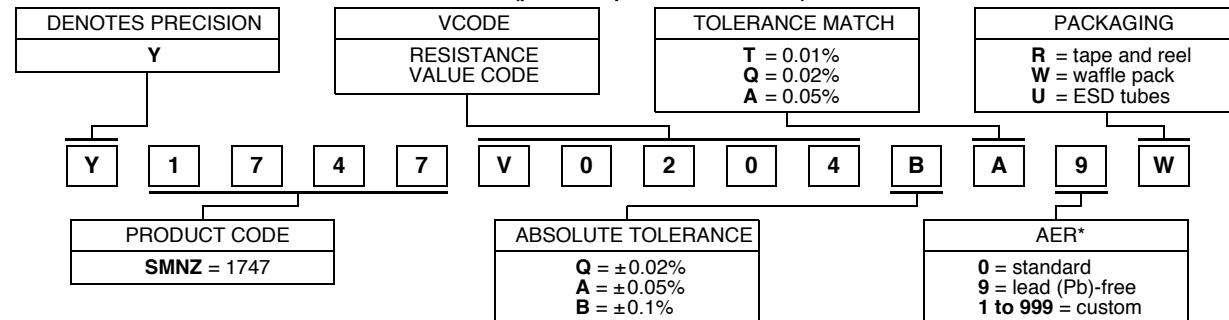 DENOTES PRECISION
Y
VCODE
RESISTANCE
VALUE CODE
TOLERANCE MATCH
T = 0.01%
Q = 0.02%
A = 0.05%
PACKAGING
R = tape and reel
W = waffle pack
U = ESD tubes
Y 1 7 4 7 V 0 2 0 4 B A 9 W
PRODUCT CODE
SMNZ = 1747
ABSOLUTE TOLERANCE
Q = ±0.02%
A = ±0.05%
B = ±0.1%
AER*
0 = standard
9 = lead (Pb)-free
1 to 999 = custom